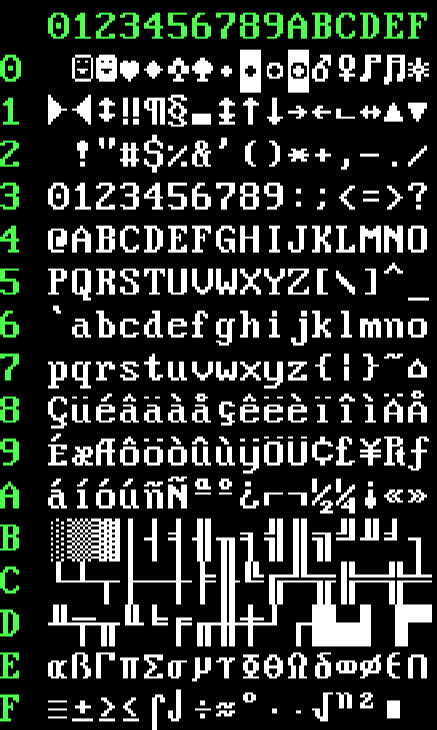 0123456789ABCDEF
0 ☺☻♥♦♣♠•◘○◙♂♀♪♫☼
1 ►◄↕‼¶§▬↨↑↓→←∟↔▲▼
2 !"#$%&'()*+,-./
3 0123456789:;<=>?
4 @ABCDEFGHIJKLMNO
5 PQRSTUVWXYZ[\]^_
6 `abcdefghijklmno
7 pqrstuvwxyz{|}~⌂
8 ÇüéâäàåçêëèïîìÄÅ
9 ÉæÆôöòûùÿÖÜ¢£¥₧ƒ
A áíóúñÑªº¿⌐¬½¼¡«»
B ░▒▓│┤╡╢╖╕╣║╗╝╜╛┐
C └┴┬├─┼╞╟╚╔╩╦╠═╬╧
D ╨╤╥╙╘╒╓╫╪┘┌█▄▌▐▀
E αßΓπΣσµτΦΘΩδ∞φε∩
F ≡±≥≤⌠⌡÷≈°∙·√ⁿ²■